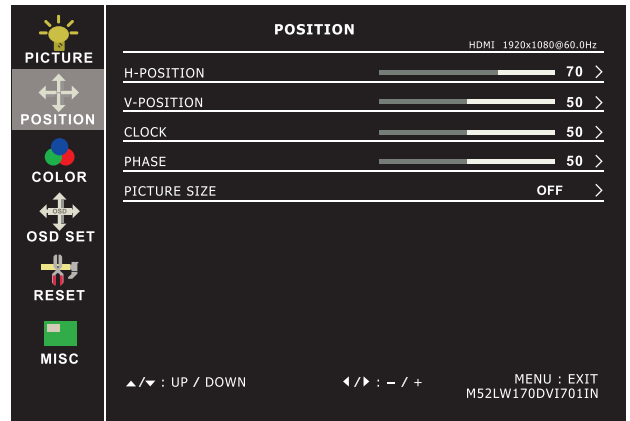 PICTURE
POSITION
COLOR
OSD
OSD SET
RESET
MISC
POSITION
HDMI 1920x1080@60.0Hz
H-POSITION 70 >
V-POSITION 50 >
CLOCK 50 >
PHASE 50 >
PICTURE SIZE OFF >
▲/▼ : UP / DOWN ◀/▶ : – / + MENU : EXIT
M52LW170DVI701IN